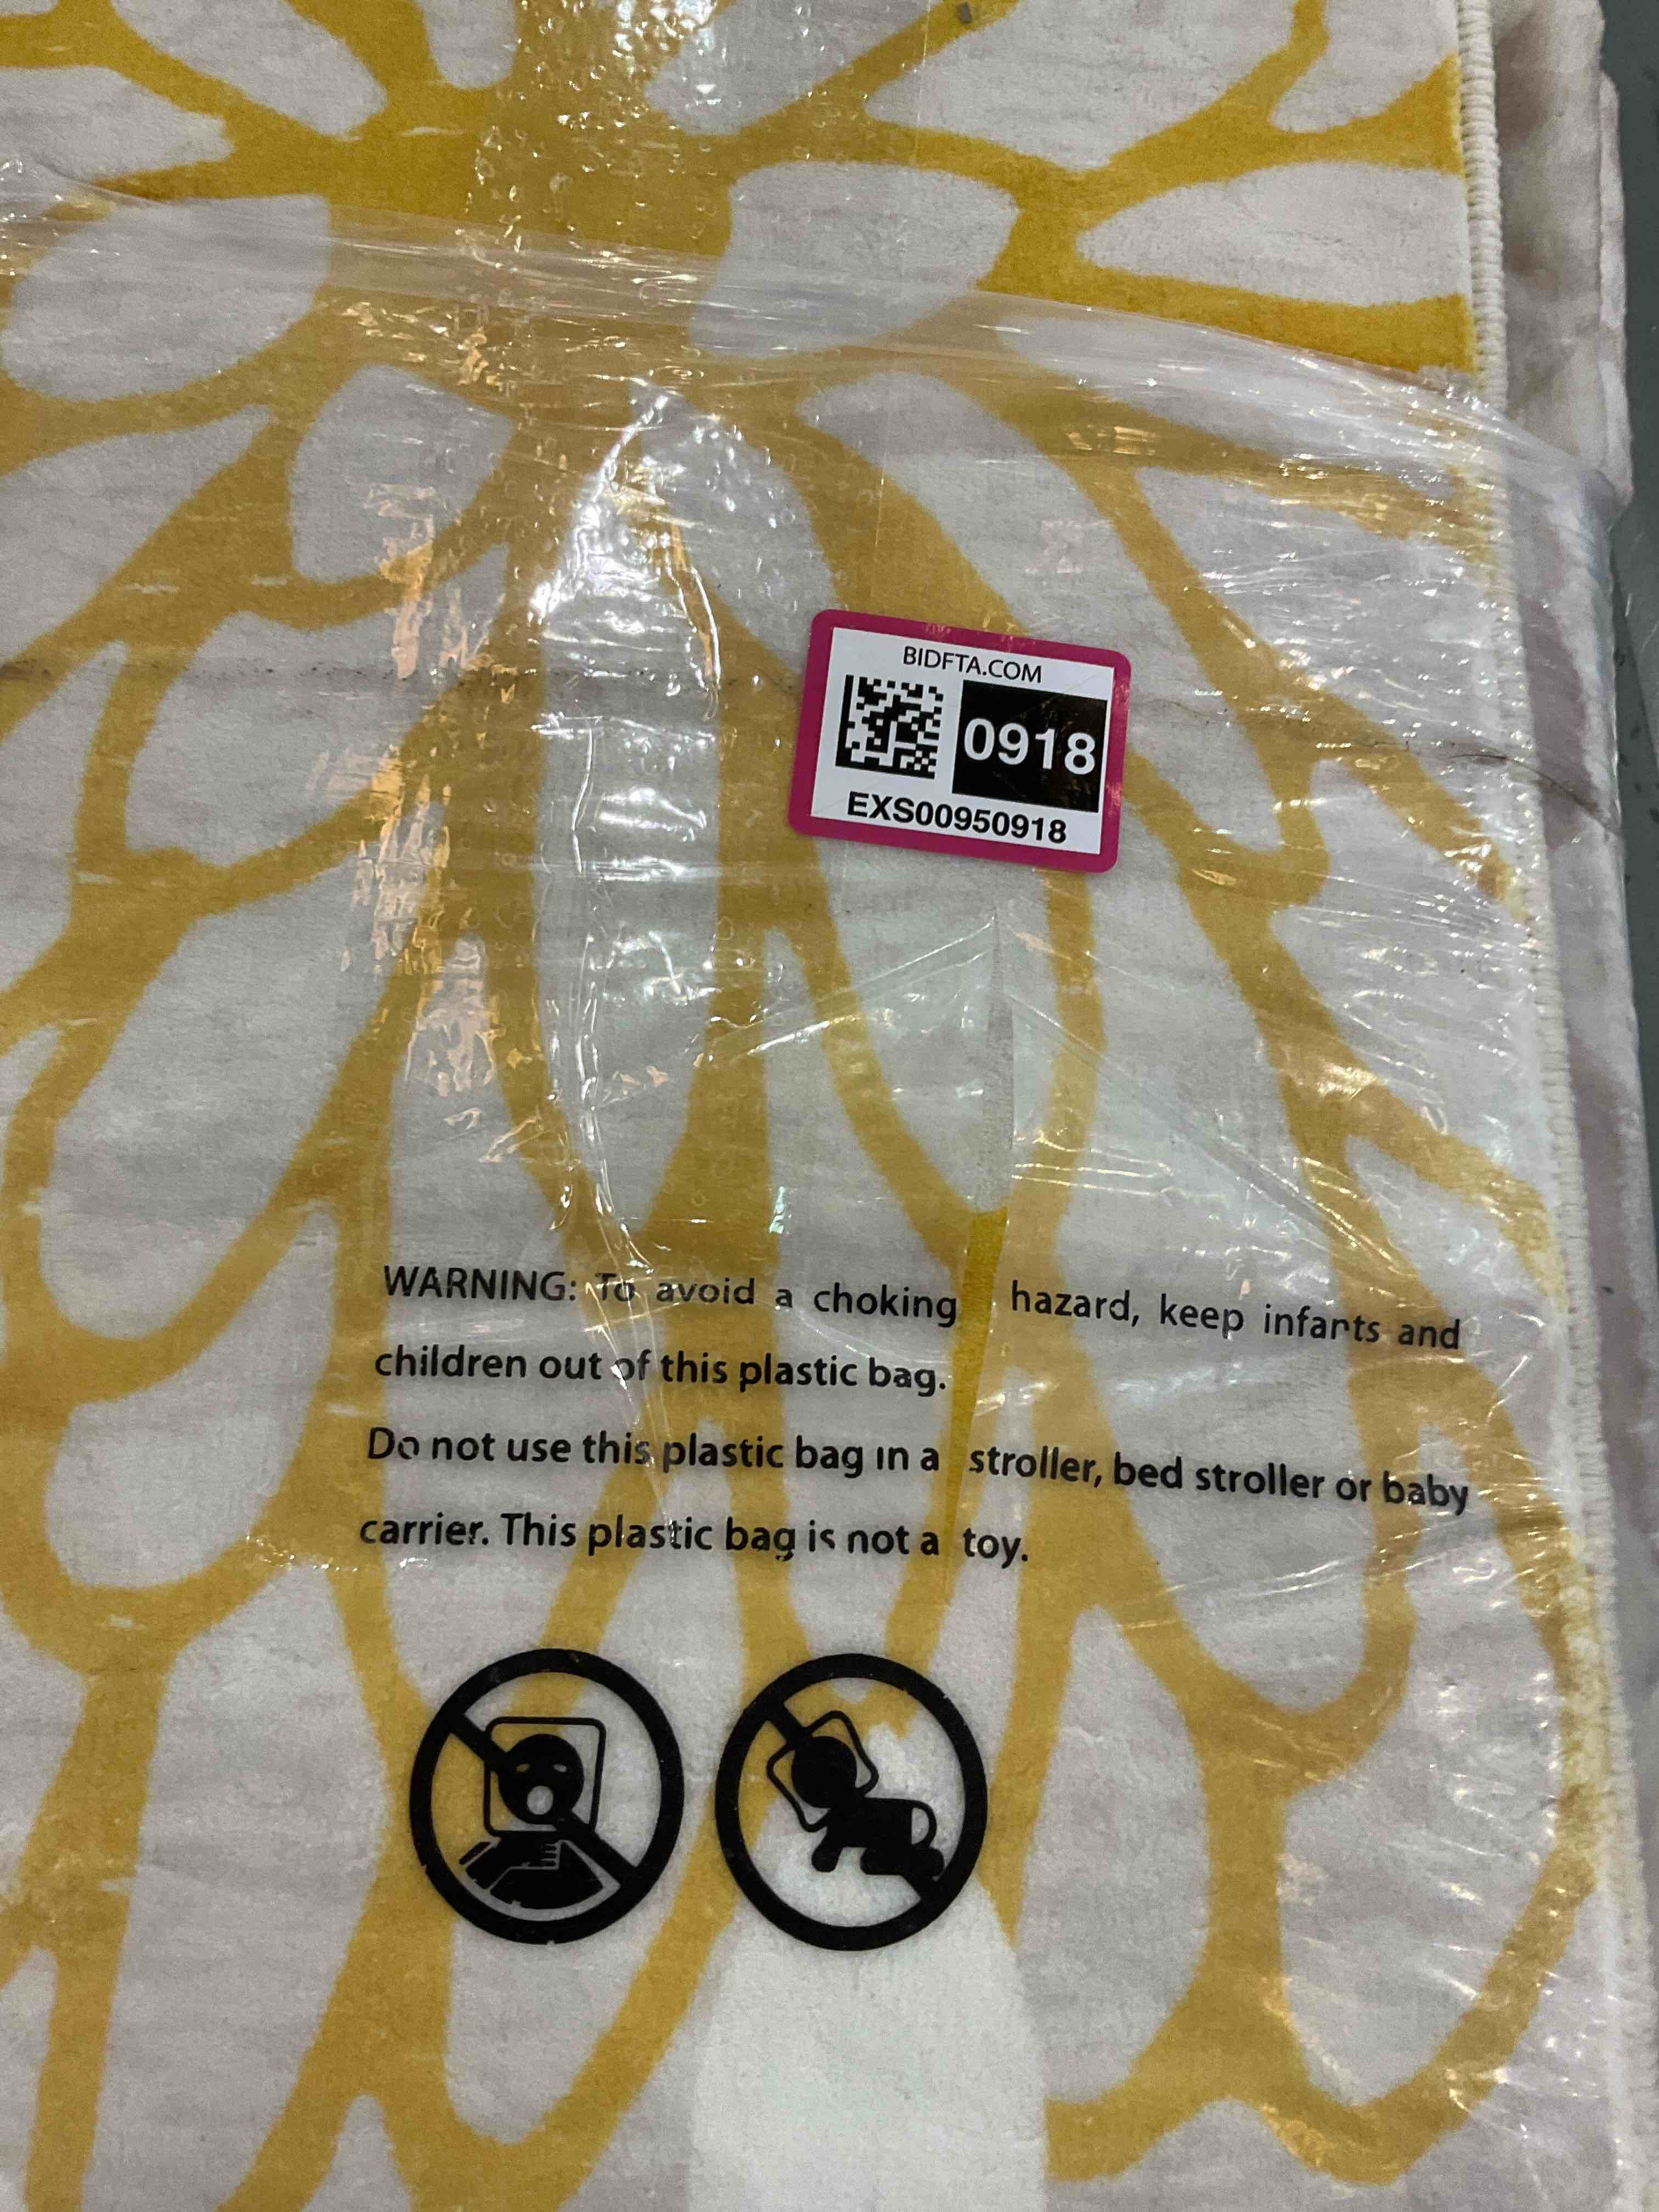 BIDFTA.COM
0918
EXS00950918
WARNING: To avoid a choking hazard, keep infants and
children out of this plastic bag.
Do not use this plastic bag in a stroller, bed stroller or baby
carrier. This plastic bag is not a toy.